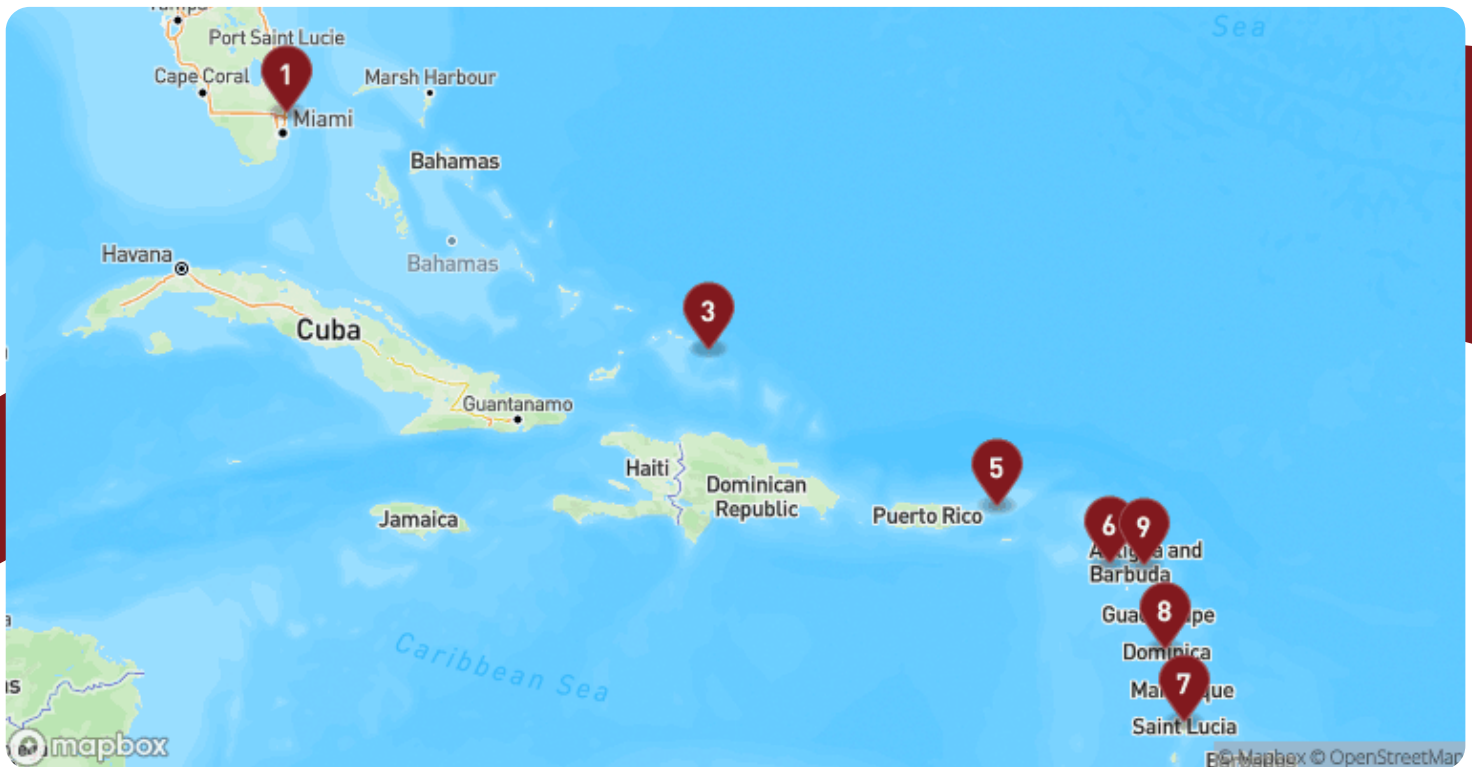 Sea
Port Saint Lucie
Cape Coral
1
Marsh Harbour
Miami
Bahamas
Havana
Bahamas
3
Cuba
Guantanamo
Haiti
Dominican
Republic
5
Jamaica
Puerto Rico
6
9
and
Barbuda
8
Dominica
7
Saint Lucia
Caribbean Sea
mapbox
© Mapbox © OpenStreetMap